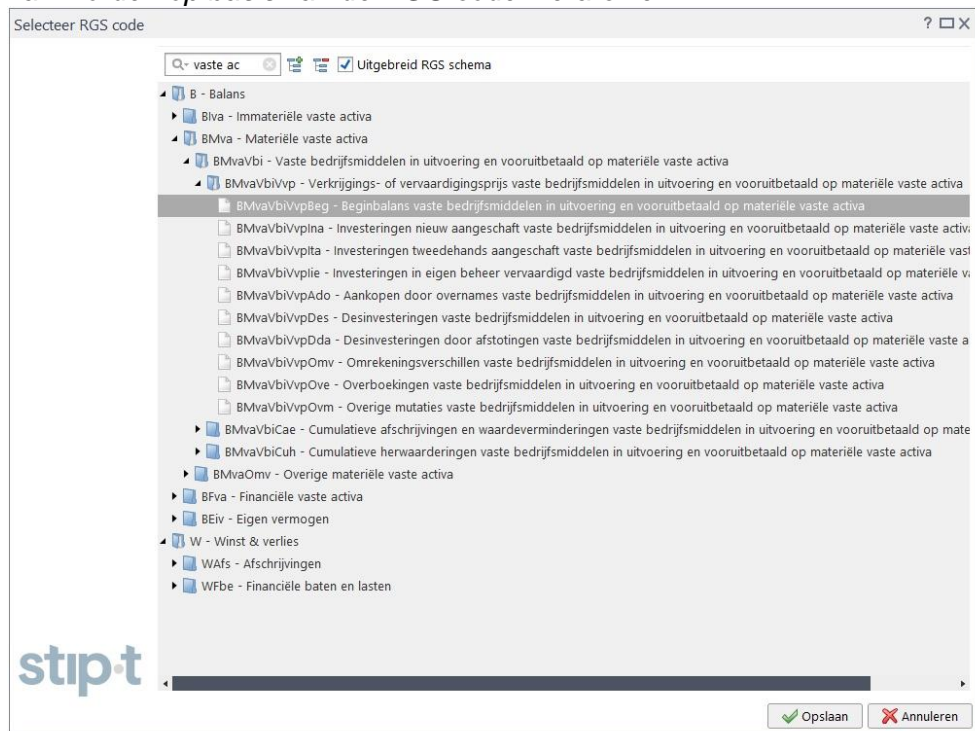 Selecteer RGS code
vaste ac
Uitgebreid RGS schema
B - Balans
BIva - Immateriële vaste activa
BMva - Materiële vaste activa
BMvaVbi - Vaste bedrijfsmiddelen in uitvoering en vooruitbetaald op materiële vaste activa
BMvaVbiVvp - Verkrijgings- of vervaardigingsprijs vaste bedrijfsmiddelen in uitvoering en vooruitbetaald op materiële vaste activa
BMvaVbiVvpBeg - Beginbalans vaste bedrijfsmiddelen in uitvoering en vooruitbetaald op materiële vaste activa
BMvaVbiVvpIna - Investeringen nieuw aangeschaft vaste bedrijfsmiddelen in uitvoering en vooruitbetaald op materiële vaste activ
BMvaVbiVvpIta - Investeringen tweedehands aangeschaft vaste bedrijfsmiddelen in uitvoering en vooruitbetaald op materiële vast
BMvaVbiVvpIie - Investeringen in eigen beheer vervaardigd vaste bedrijfsmiddelen in uitvoering en vooruitbetaald op materiële v
BMvaVbiVvpAdo - Aankopen door overnames vaste bedrijfsmiddelen in uitvoering en vooruitbetaald op materiële vaste activa
BMvaVbiVvpDes - Desinvesteringen vaste bedrijfsmiddelen in uitvoering en vooruitbetaald op materiële vaste activa
BMvaVbiVvpDda - Desinvesteringen door afstotingen vaste bedrijfsmiddelen in uitvoering en vooruitbetaald op materiële vaste a
BMvaVbiVvpOmv - Omrekeningsverschillen vaste bedrijfsmiddelen in uitvoering en vooruitbetaald op materiële vaste activa
BMvaVbiVvpOve - Overboekingen vaste bedrijfsmiddelen in uitvoering en vooruitbetaald op materiële vaste activa
BMvaVbiVvpOvm - Overige mutaties vaste bedrijfsmiddelen in uitvoering en vooruitbetaald op materiële vaste activa
BMvaVbiCae - Cumulatieve afschrijvingen en waardeverminderingen vaste bedrijfsmiddelen in uitvoering en vooruitbetaald op mate
BMvaVbiCuh - Cumulatieve herwaarderingen vaste bedrijfsmiddelen in uitvoering en vooruitbetaald op materiële vaste activa
BMvaOmv - Overige materiële vaste activa
BFva - Financiële vaste activa
BEiv - Eigen vermogen
W - Winst & verlies
WAfs - Afschrijvingen
WFbe - Financiële baten en lasten
stip·t
Opslaan
Annuleren